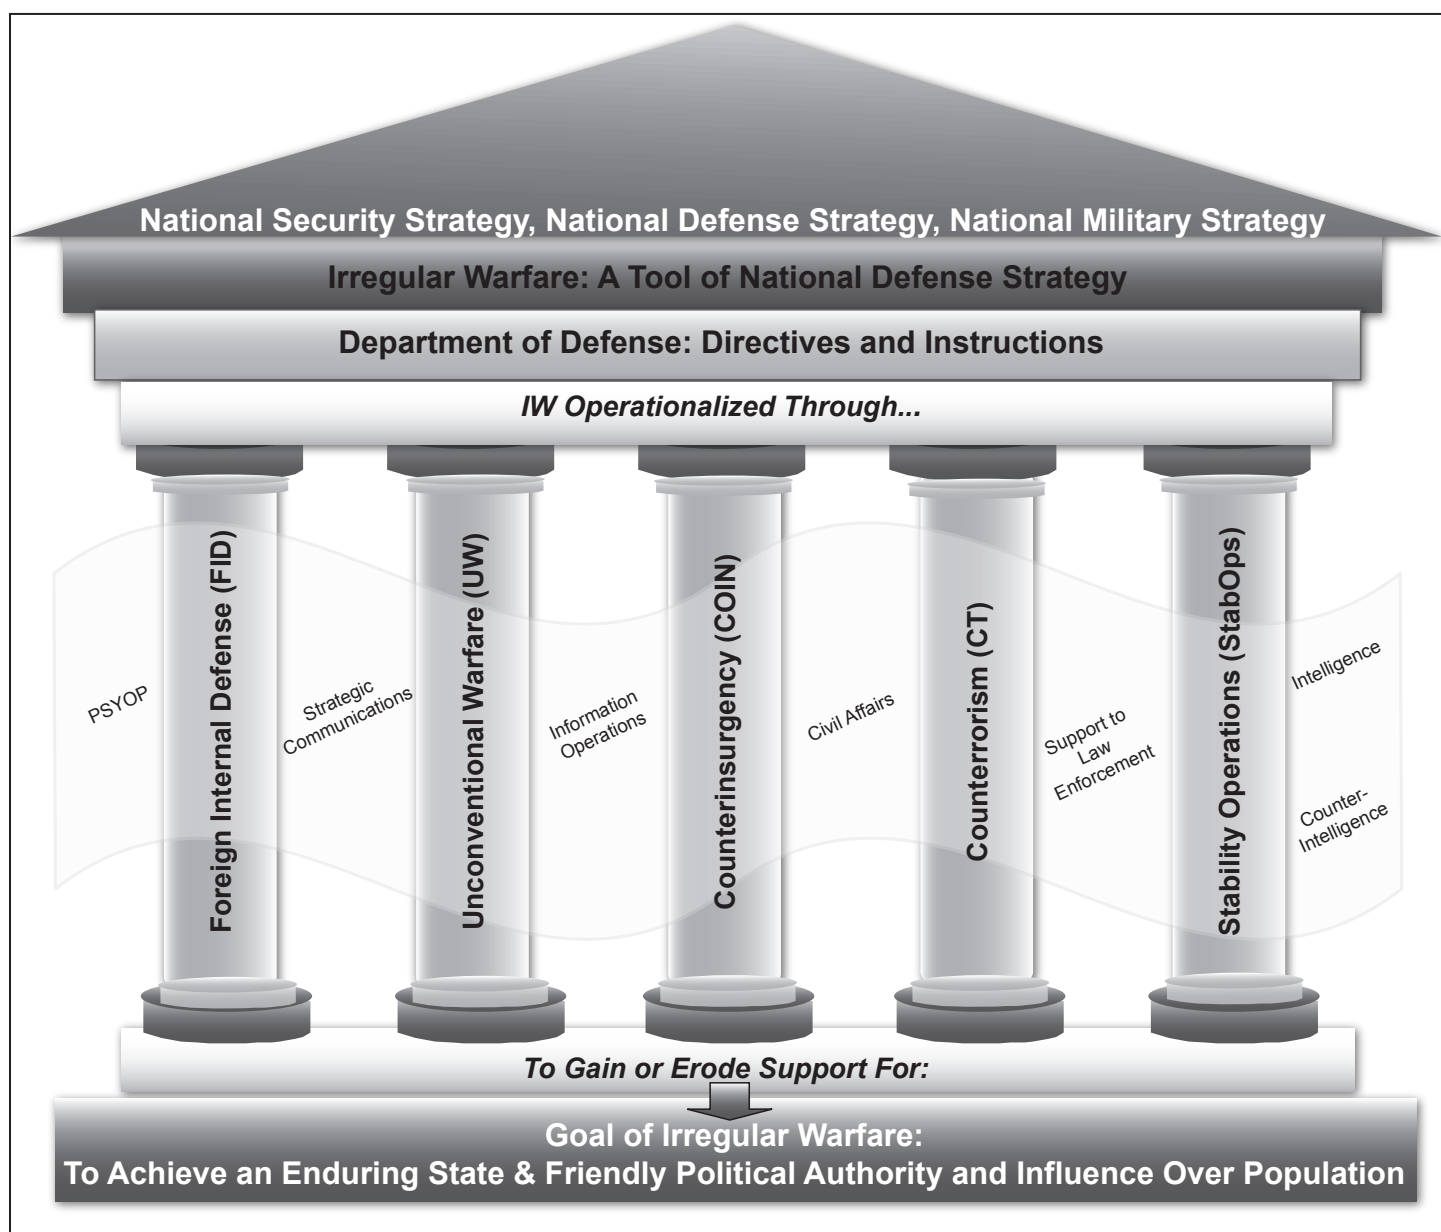 National Security Strategy, National Defense Strategy, National Military Strategy
Irregular Warfare: A Tool of National Defense Strategy
Department of Defense: Directives and Instructions
IW Operationalized Through...
PSYOP
Foreign Internal Defense (FID)
Strategic
Communications
Unconventional Warfare (UW)
Information
Operations
Counterinsurgency (COIN)
Civil Affairs
Counterrorism (CT)
Support to
Law
Enforcement
Stability Operations (StabOps)
Intelligence
Counter-
Intelligence
To Gain or Erode Support For:
Goal of Irregular Warfare:
To Achieve an Enduring State & Friendly Political Authority and Influence Over Population